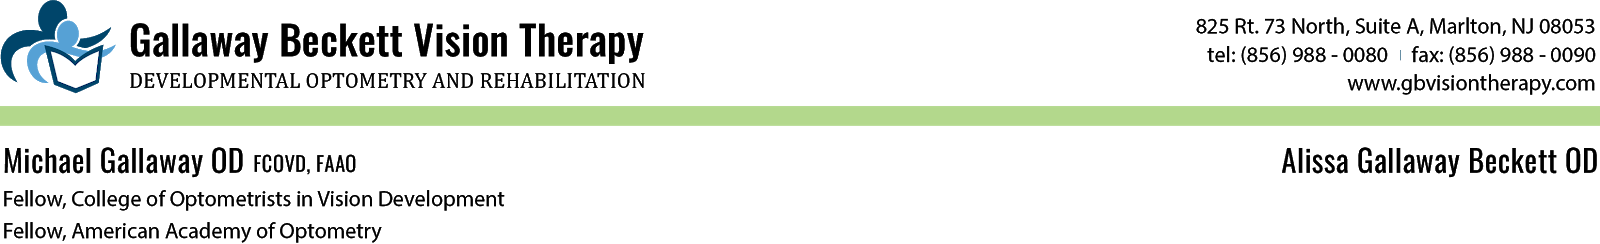 Gallaway Beckett Vision Therapy
DEVELOPMENTAL OPTOMETRY AND REHABILITATION
825 Rt. 73 North, Suite A, Marlton, NJ 08053
tel: (856) 988 - 0080 | fax: (856) 988 - 0090
www.gbvisiontherapy.com
Michael Gallaway OD FCOVD, FAAO
Fellow, College of Optometrists in Vision Development
Fellow, American Academy of Optometry
Alissa Gallaway Beckett OD